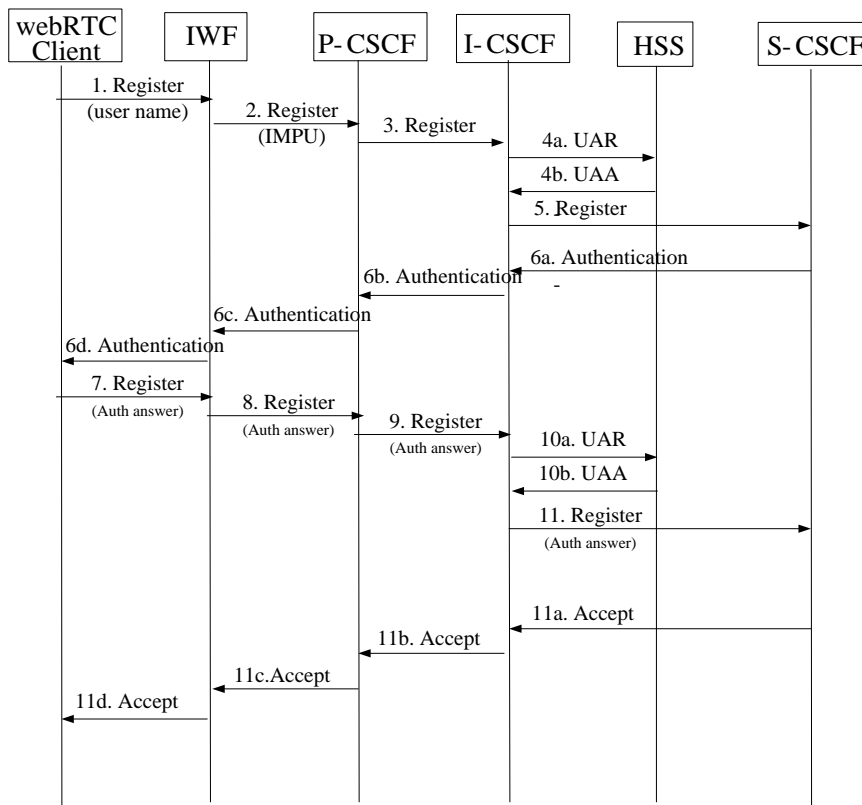 webRTC
Client
IWF
P-CSCF
I-CSCF
HSS
S-CSCF
1. Register
(user name)
2. Register
(IMPU)
3. Register
4a. UAR
4b. UAA
5. Register
6a. Authentication
6b. Authentication
6c. Authentication
6d. Authentication
7. Register
(Auth answer)
8. Register
(Auth answer)
9. Register
(Auth answer)
10a. UAR
10b. UAA
11. Register
(Auth answer)
11a. Accept
11b. Accept
11c.Accept
11d. Accept